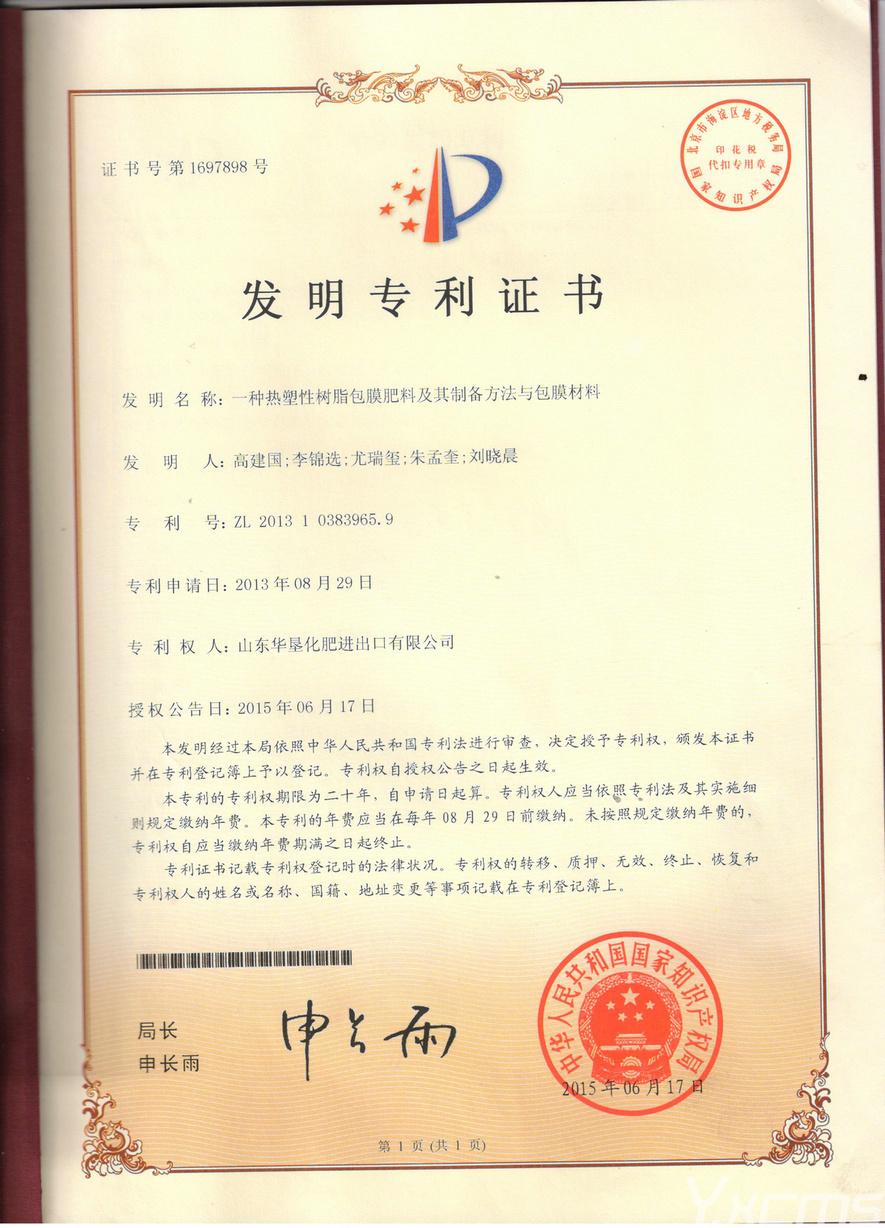 证书号第1697898号
北京市海淀区地方税务局
印花税
代扣专用章
国家知识产权局
发明专利证书
发明名称：一种热塑性树脂包膜肥料及其制备方法与包膜材料
发明人：高建国;李锦选;尤瑞玺;朱孟奎;刘晓晨
专利号：ZL 2013 1 0383965.9
专利申请日：2013年08月29日
专利权人：山东华垦化肥进出口有限公司
授权公告日：2015年06月17日
本发明经过本局依照中华人民共和国专利法进行审查，决定授予专利权，颁发本证书
并在专利登记簿上予以登记。专利权自授权公告之日起生效。
本专利的专利权期限为二十年，自申请日起算。专利权人应当依照专利法及其实施细
则规定缴纳年费。本专利的年费应当在每年08月29日前缴纳。未按照规定缴纳年费的，
专利权自应当缴纳年费期满之日起终止。
专利证书记载专利权登记时的法律状况。专利权的转移、质押、无效、终止、恢复和
专利权人的姓名或名称、国籍、地址变更等事项记载在专利登记簿上。
局长
申长雨
申长雨
中华人民共和国国家知识产权局
2015年06月17日
第1页(共1页)
Yxcms